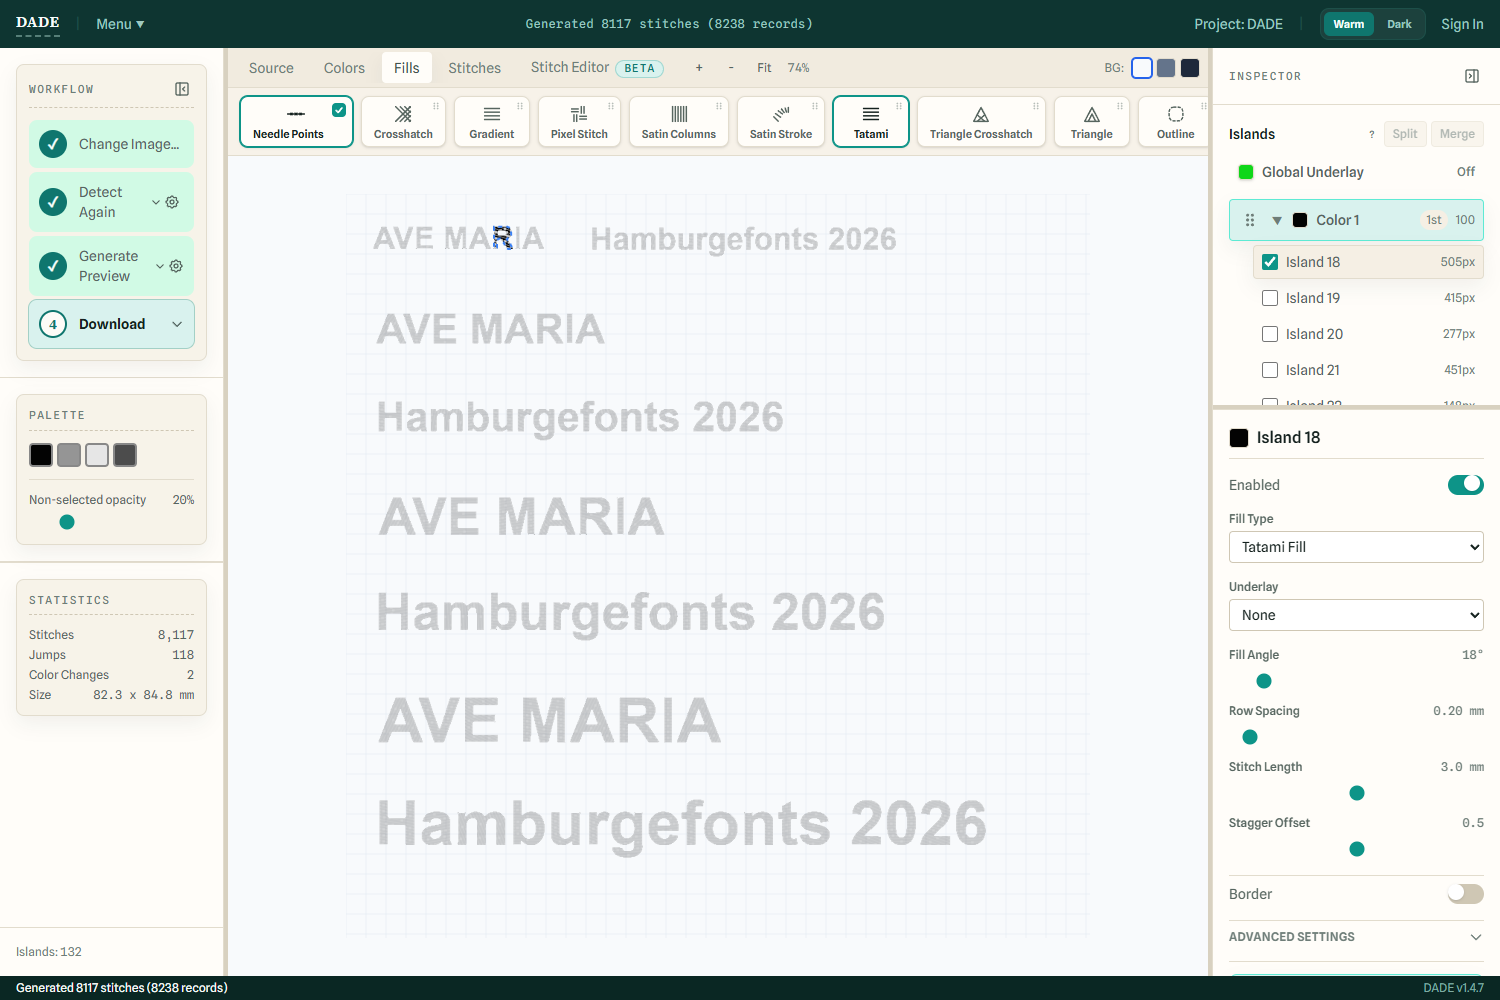 DADE
Menu ▼
Generated 8117 stitches (8238 records)
Project: DADE
Warm
Dark
Sign In
WORKFLOW
Change Image...
Detect Again
Generate Preview
4 Download
PALETTE
Non-selected opacity 20%
STATISTICS
Stitches 8,117
Jumps 118
Color Changes 2
Size 82.3 x 84.8 mm
Islands: 132
Source Colors Fills Stitches Stitch Editor BETA + - Fit 74% BG:
Needle Points Crosshatch Gradient Pixel Stitch Satin Columns Satin Stroke Tatami Triangle Crosshatch Triangle Outline
AVE MARIA Hamburgefonts 2026
AVE MARIA
Hamburgefonts 2026
AVE MARIA
Hamburgefonts 2026
AVE MARIA
Hamburgefonts 2026
INSPECTOR
Islands ? Split Merge
Global Underlay Off
Color 1 1st 100
Island 18 505px
Island 19 415px
Island 20 277px
Island 21 451px
Island 18
Enabled
Fill Type
Tatami Fill
Underlay
None
Fill Angle 18°
Row Spacing 0.20 mm
Stitch Length 3.0 mm
Stagger Offset 0.5
Border
ADVANCED SETTINGS
Generated 8117 stitches (8238 records)
DADE v1.4.7